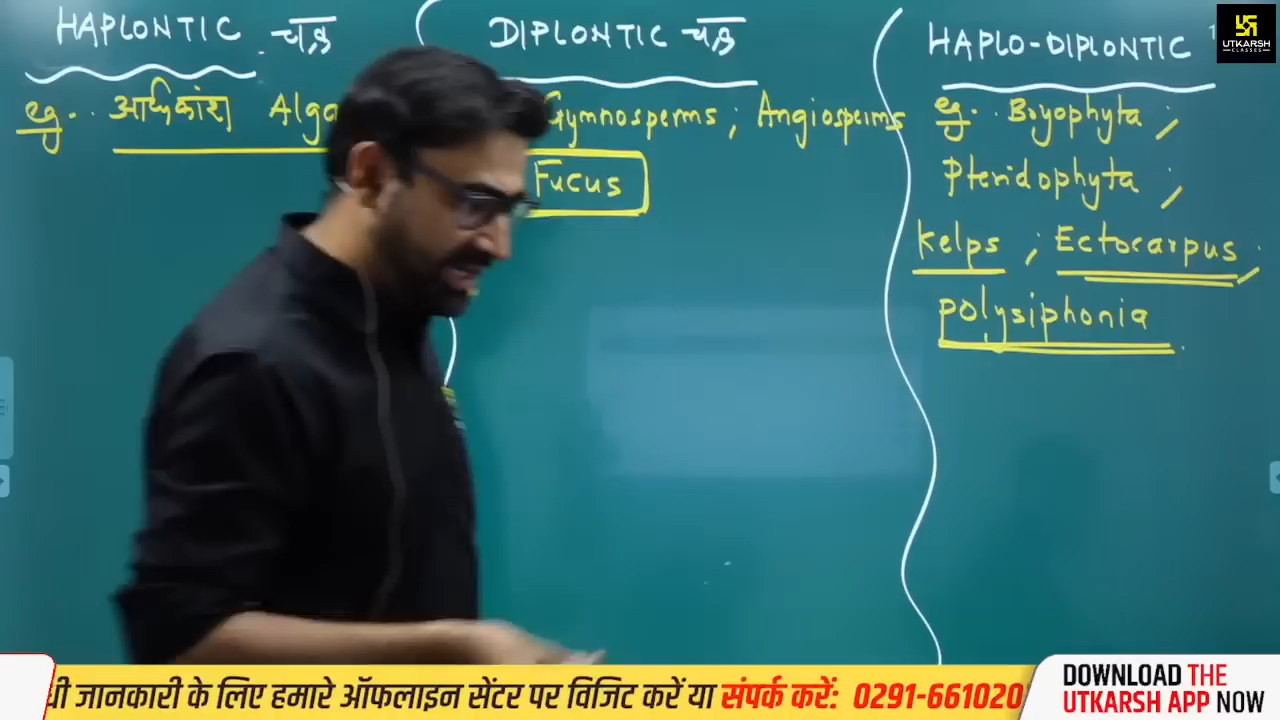 HAPLONTIC चक्र
eg. अधिकांश
DIPLONTIC चक्र
Gymnosperms ; Angiosperms
Fucus
HAPLO-DIPLONTIC
eg. Bryophyta ;
Pteridophyta ;
Kelps ; Ectocarpus ,
polysiphonia
UTKARSH
CLASSES
जानकारी के लिए हमारे ऑफलाइन सेंटर पर विजिट करें या संपर्क करें: 0291-661020
DOWNLOAD THE
UTKARSH APP NOW